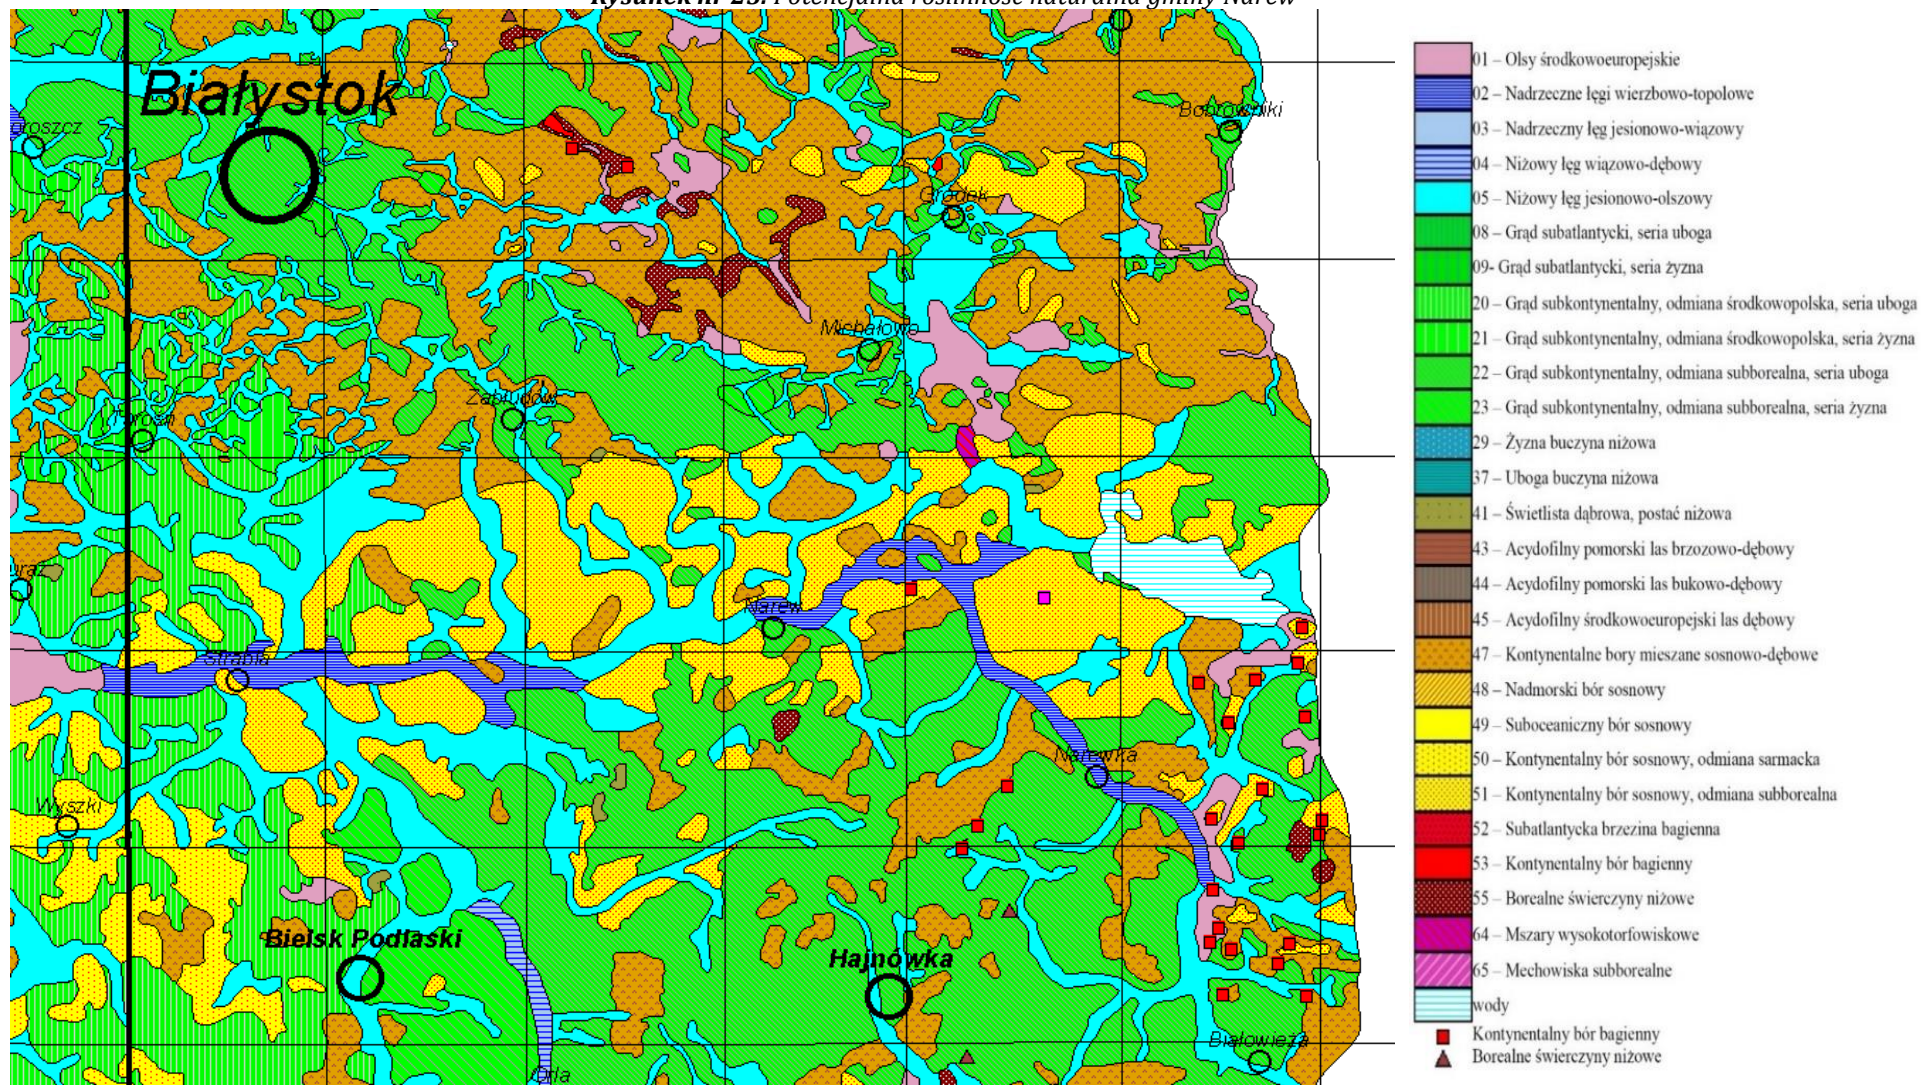 Rysunek nr 23. Potencjalna roślinność naturalna gminy Narew
Białystok
oroszcz
Bobrowniki
Gródek
Michałowo
Zabłudów
Turośń
uraż
Narew
Strabla
Narewka
Wyszki
Bielsk Podlaski
Hajnówka
Białowieża
Orla
01 – Olsy środkowoeuropejskie
02 – Nadrzeczne łęgi wierzbowo-topolowe
03 – Nadrzeczny łęg jesionowo-wiązowy
04 – Niżowy łęg wiązowo-dębowy
05 – Niżowy łęg jesionowo-olszowy
08 – Grąd subatlantycki, seria uboga
09- Grąd subatlantycki, seria żyzna
20 – Grąd subkontynentalny, odmiana środkowopolska, seria uboga
21 – Grąd subkontynentalny, odmiana środkowopolska, seria żyzna
22 – Grąd subkontynentalny, odmiana subborealna, seria uboga
23 – Grąd subkontynentalny, odmiana subborealna, seria żyzna
29 – Żyzna buczyna niżowa
37 – Uboga buczyna niżowa
41 – Świetlista dąbrowa, postać niżowa
43 – Acydofilny pomorski las brzozowo-dębowy
44 – Acydofilny pomorski las bukowo-dębowy
45 – Acydofilny środkowoeuropejski las dębowy
47 – Kontynentalne bory mieszane sosnowo-dębowe
48 – Nadmorski bór sosnowy
49 – Suboceaniczny bór sosnowy
50 – Kontynentalny bór sosnowy, odmiana sarmacka
51 – Kontynentalny bór sosnowy, odmiana subborealna
52 – Subatlantycka brzezina bagienna
53 – Kontynentalny bór bagienny
55 – Borealne świerczyny niżowe
64 – Mszary wysokotorfowiskowe
65 – Mechowiska subborealne
wody
Kontynentalny bór bagienny
Borealne świerczyny niżowe